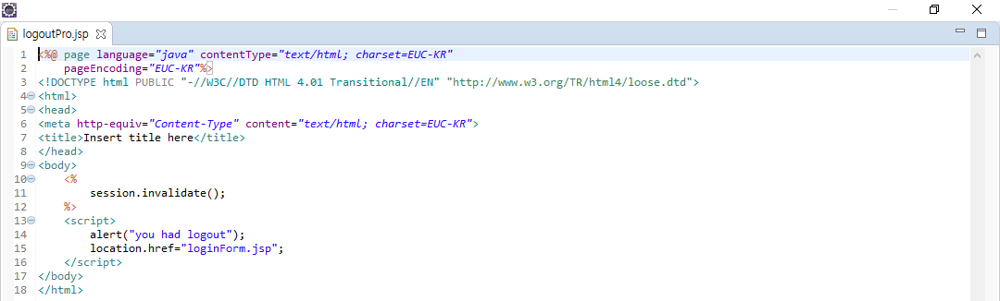 logoutPro.jsp
1 <%@ page language="java" contentType="text/html; charset=EUC-KR"
2 pageEncoding="EUC-KR"%>
3 <!DOCTYPE html PUBLIC "-//W3C//DTD HTML 4.01 Transitional//EN" "http://www.w3.org/TR/html4/loose.dtd">
4 <html>
5 <head>
6 <meta http-equiv="Content-Type" content="text/html; charset=EUC-KR">
7 <title>Insert title here</title>
8 </head>
9 <body>
10 <%
11 session.invalidate();
12 %>
13 <script>
14 alert("you had logout");
15 location.href="loginForm.jsp";
16 </script>
17 </body>
18 </html>